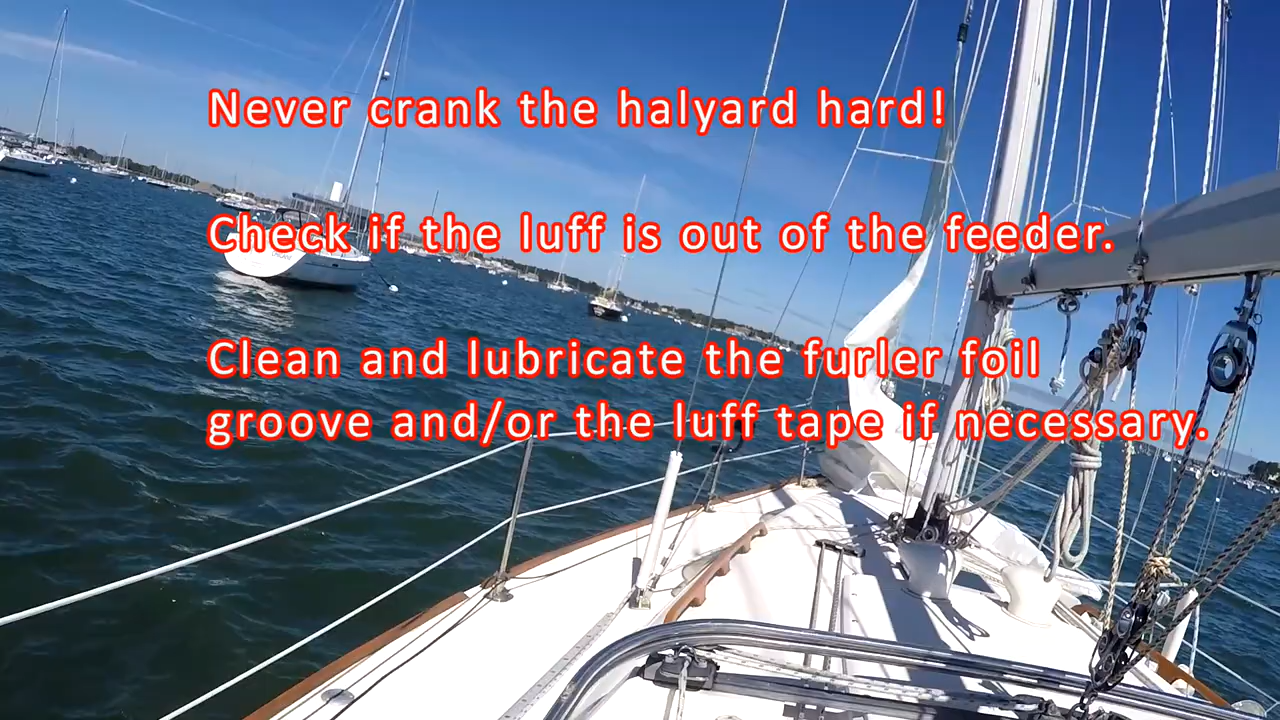 Never crank the halyard hard!
Check if the luff is out of the feeder.
Clean and lubricate the furler foil
groove and/or the luff tape if necessary.